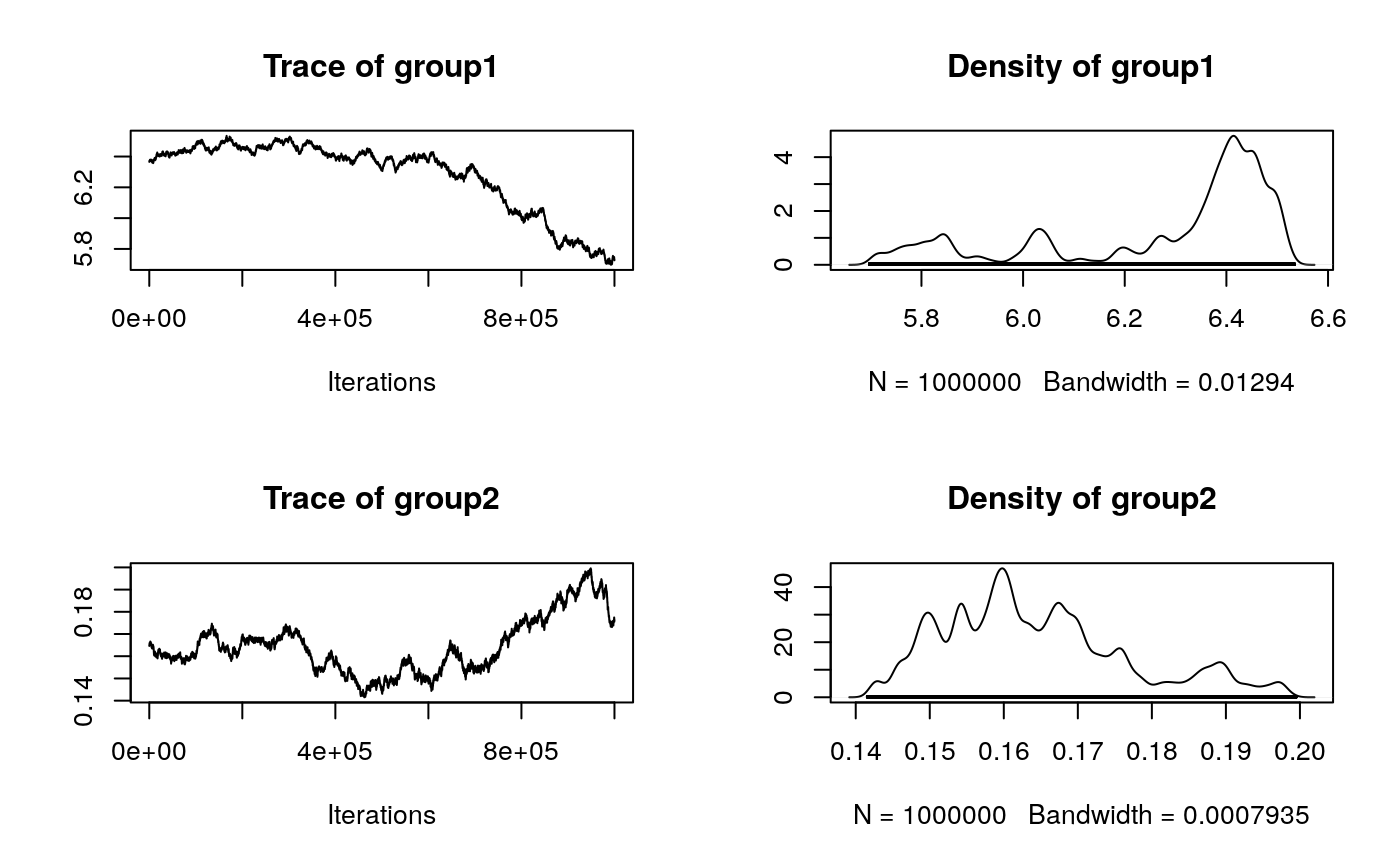 Trace of group1
5.8 6.2
0e+00 4e+05 8e+05
Iterations
Density of group1
0 2 4
5.8 6.0 6.2 6.4 6.6
N = 1000000 Bandwidth = 0.01294
Trace of group2
0.14 0.18
0e+00 4e+05 8e+05
Iterations
Density of group2
0 20 40
0.14 0.15 0.16 0.17 0.18 0.19 0.20
N = 1000000 Bandwidth = 0.0007935